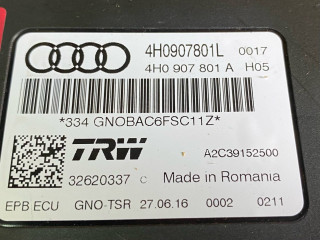 4H0907801L 0017
4H0 907 801 A H05
*334 GNOBAC6FSC11Z*
TRW A2C39152500
32620337 C Made in Romania
EPB ECU GNO-TSR 27.06.16 0002 0211